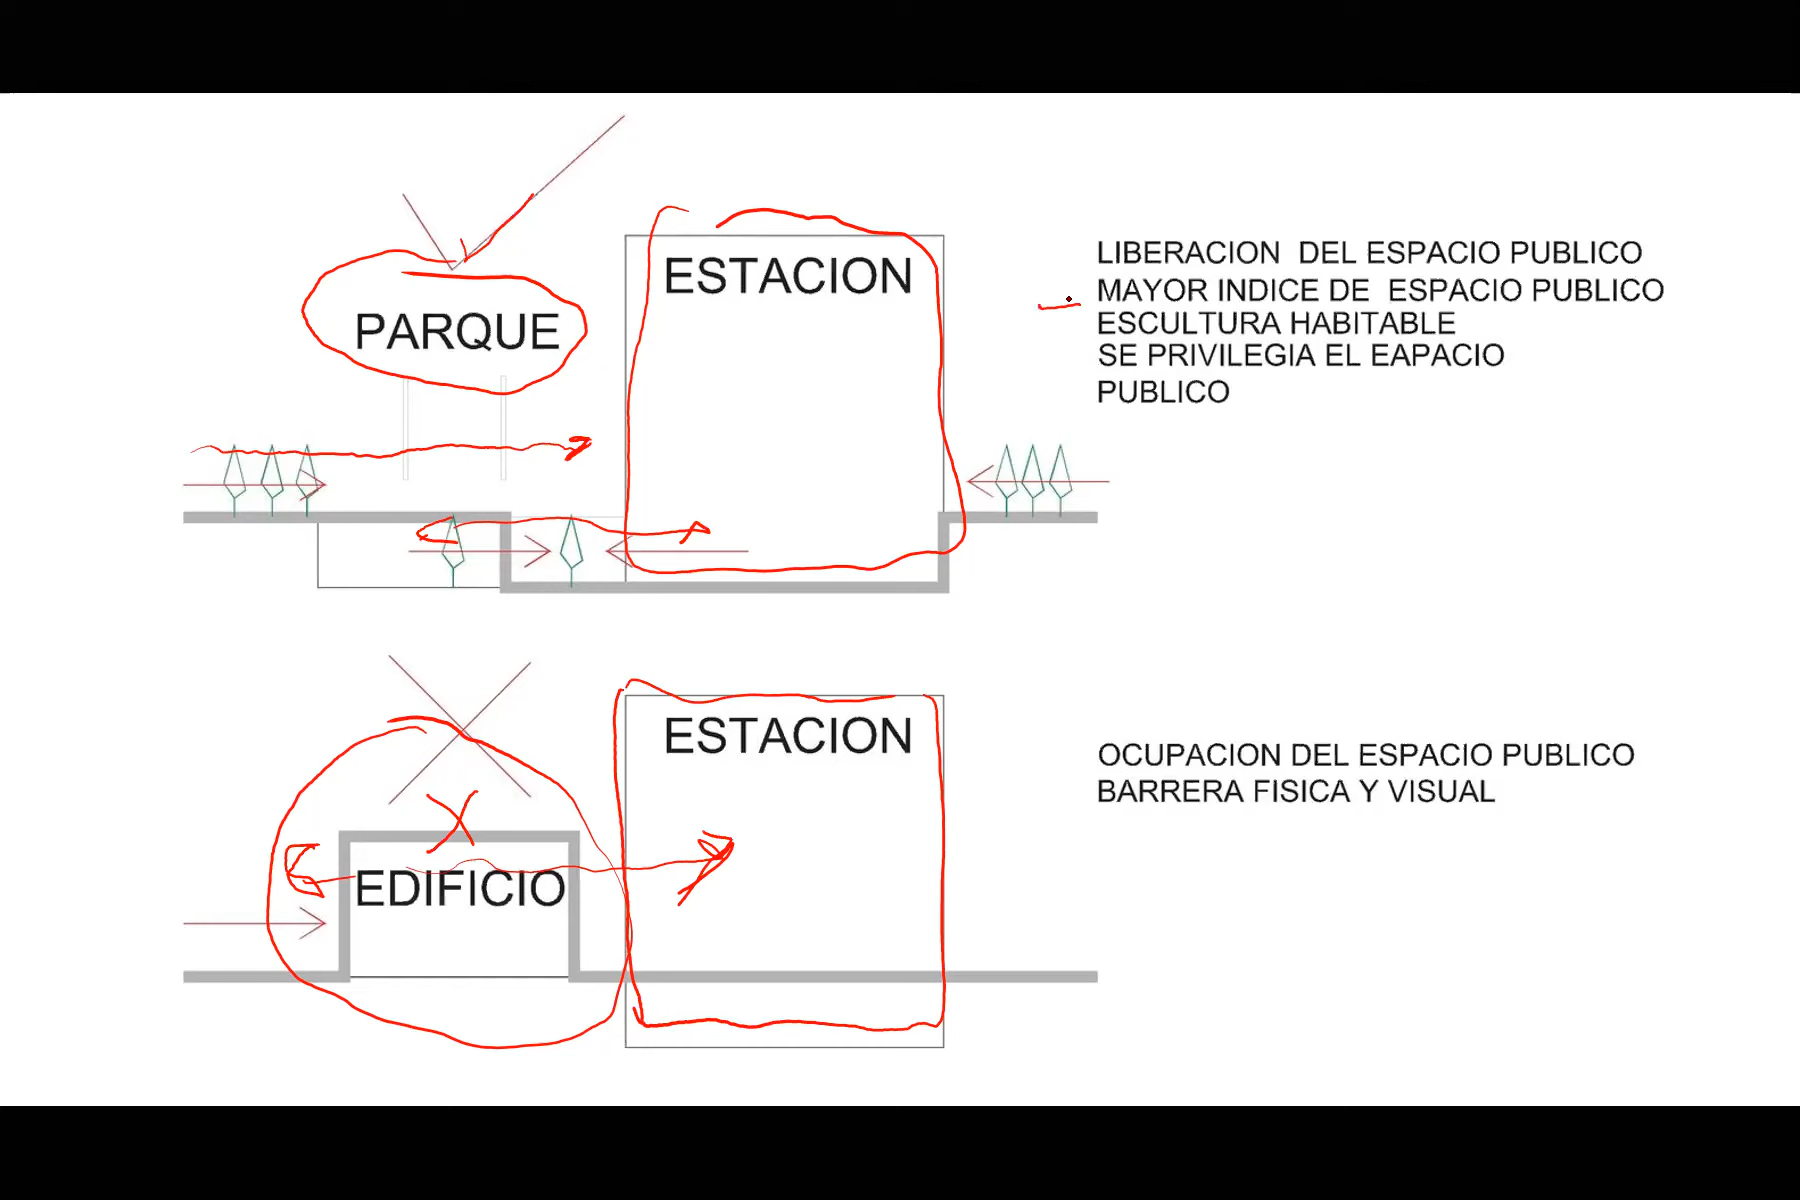 PARQUE
ESTACION
LIBERACION DEL ESPACIO PUBLICO
MAYOR INDICE DE ESPACIO PUBLICO
ESCULTURA HABITABLE
SE PRIVILEGIA EL EAPACIO
PUBLICO
EDIFICIO
ESTACION
OCUPACION DEL ESPACIO PUBLICO
BARRERA FISICA Y VISUAL